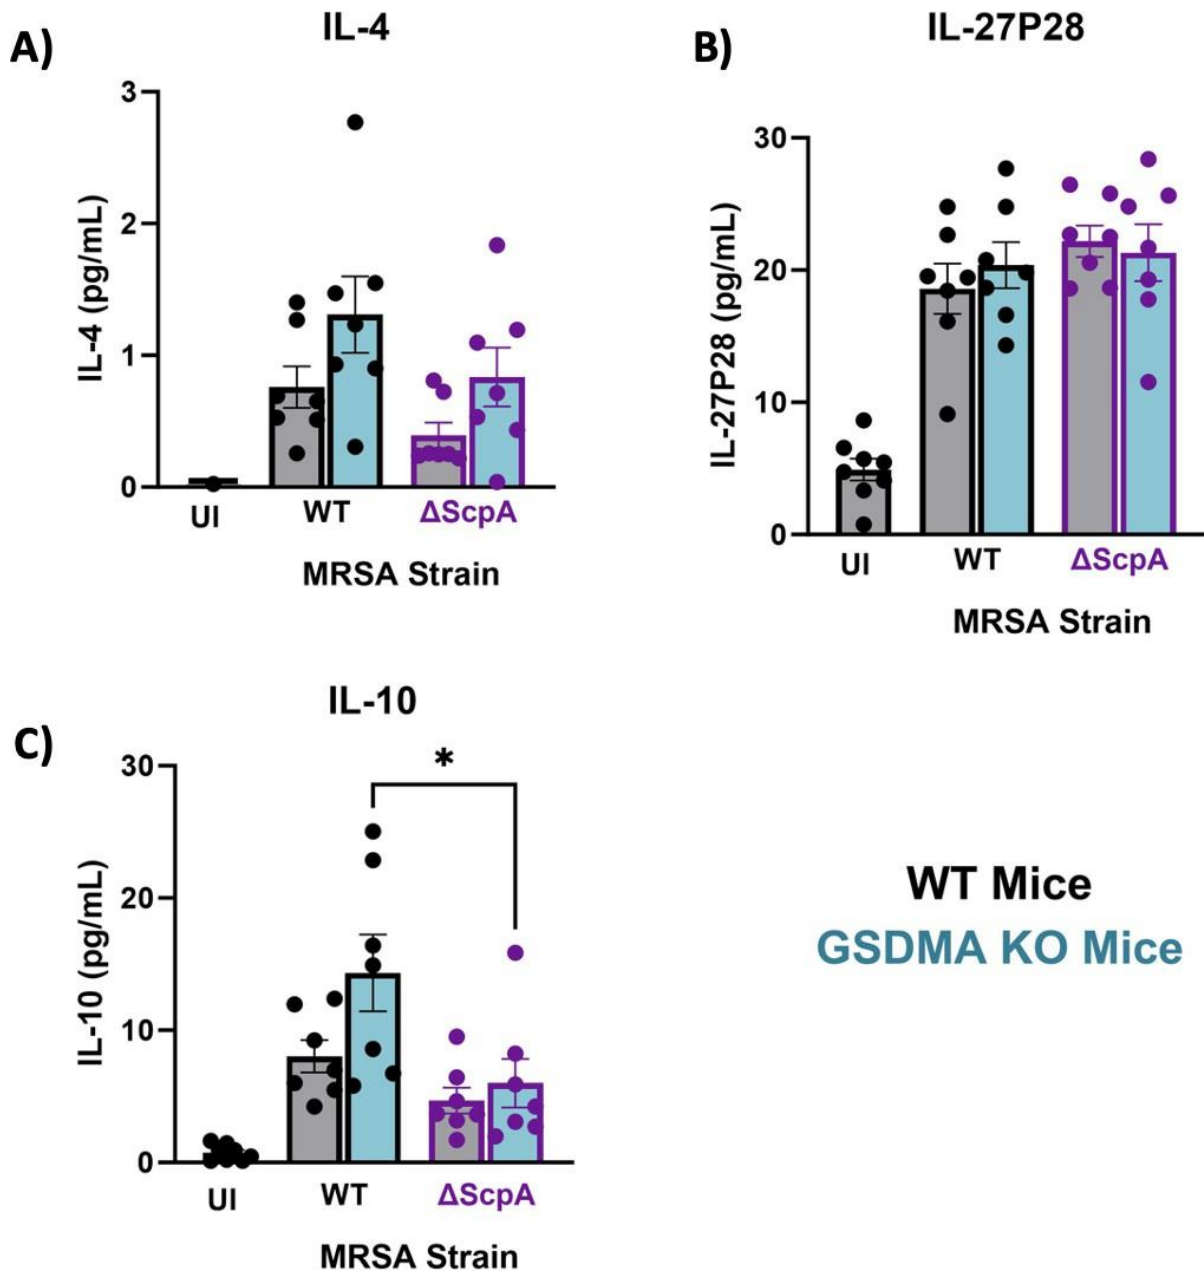 A)
IL-4
IL-4 (pg/mL)
3
2
1
0
UI
WT
ΔScpA
MRSA Strain
B)
IL-27P28
IL-27P28 (pg/mL)
30
20
10
0
UI
WT
ΔScpA
MRSA Strain
C)
IL-10
IL-10 (pg/mL)
30
20
10
0
*
UI
WT
ΔScpA
MRSA Strain
WT Mice
GSDMA KO Mice